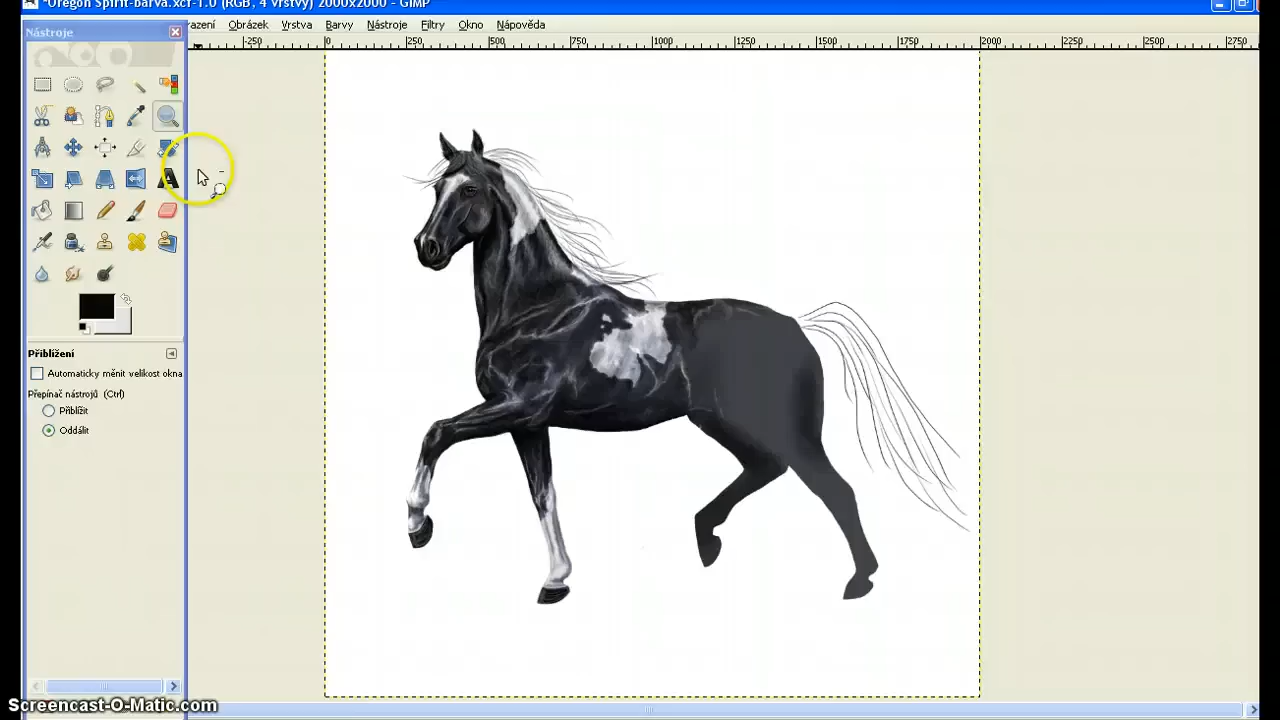 *Oregon Spirit-barva.xcf-1.0 (RGB, 4 vrstvy) 2000x2000 - GIMP
razení Obrázek Vrstva Barvy Nástroje Filtry Okno Nápověda
Nástroje
-250 0 250 500 750 1000 1250 1500 1750 2000 2250 2500 2750
Přiblížení
Automaticky měnit velikost okna
Přepínač nástrojů (Ctrl)
Přiblížit
Oddálit
Screencast-O-Matic.com